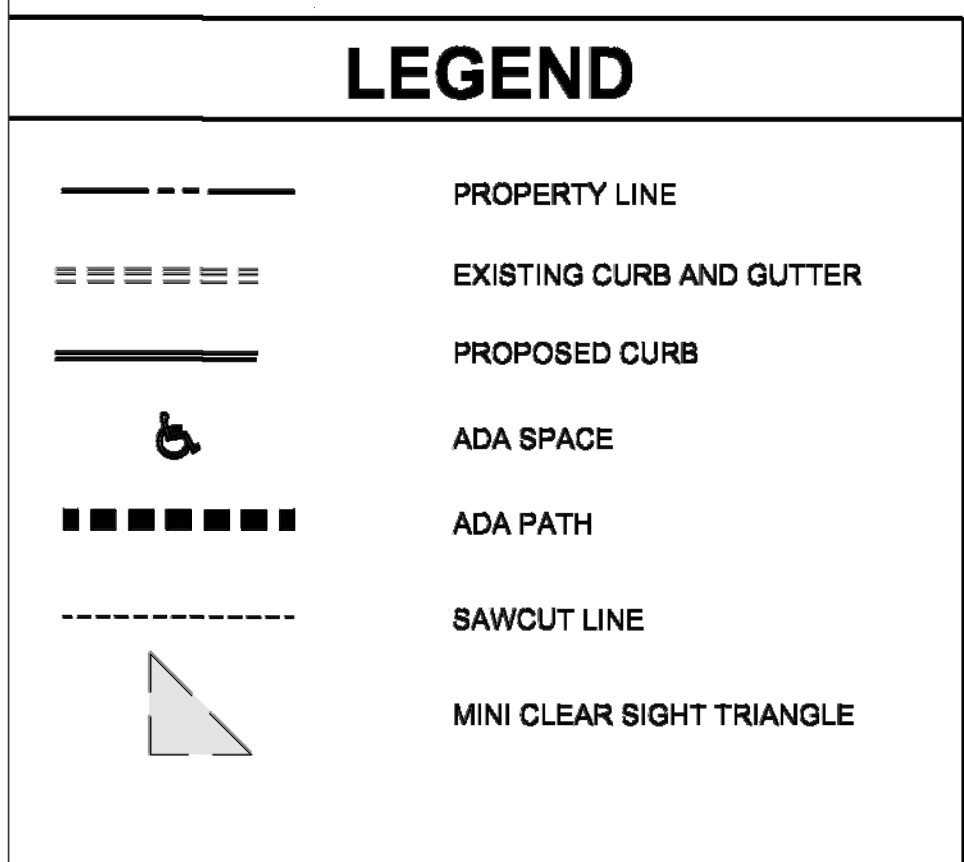 LEGEND
PROPERTY LINE
EXISTING CURB AND GUTTER
PROPOSED CURB
ADA SPACE
ADA PATH
SAWCUT LINE
MINI CLEAR SIGHT TRIANGLE